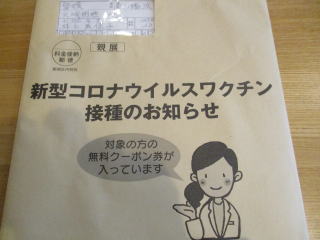 親展
料金後納
郵便
新型コロナウイルスワクチン
接種のお知らせ
対象の方の
無料クーポン券が
入っています